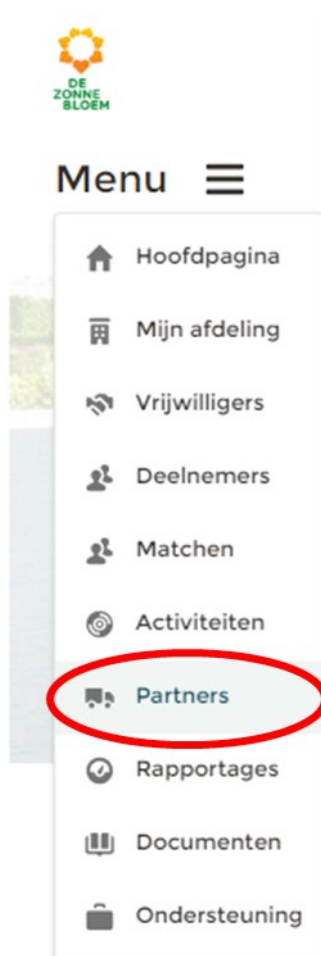 DE
ZONNE
BLOEM
Menu
Hoofdpagina
Mijn afdeling
Vrijwilligers
Deelnemers
Matchen
Activiteiten
Partners
Rapportages
Documenten
Ondersteuning